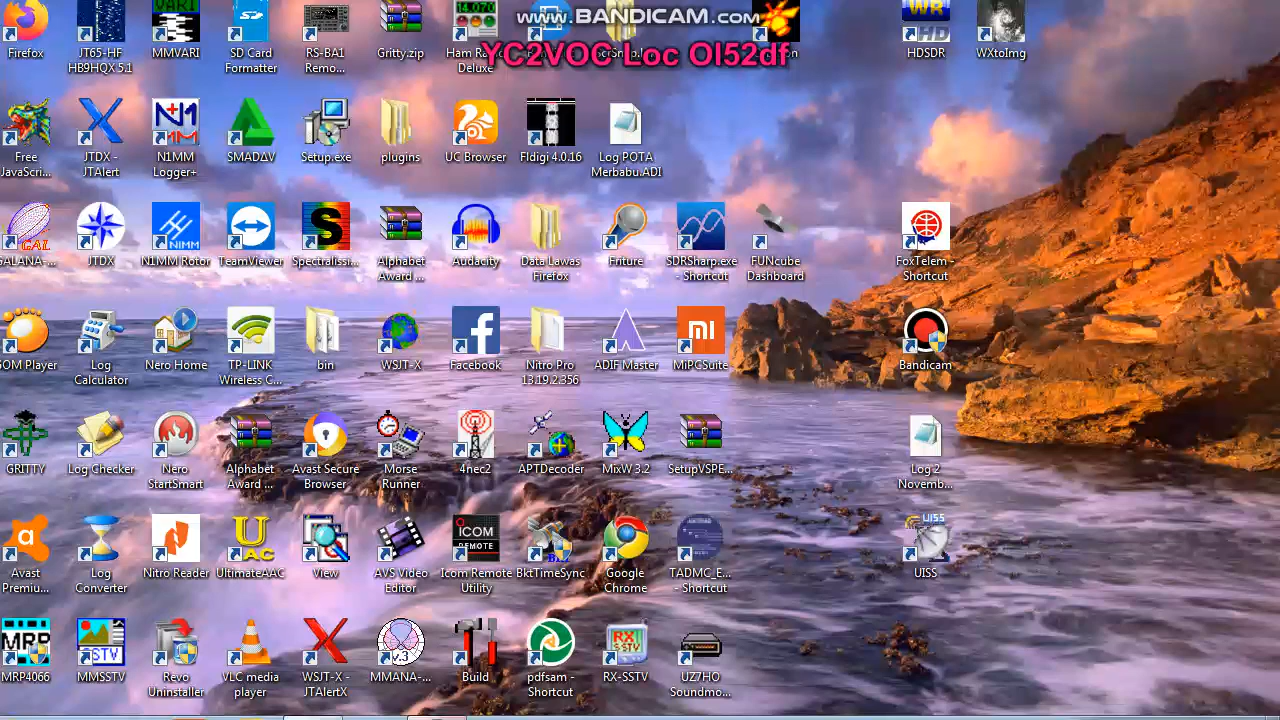 www.BANDICAM.com
YC2VOC Loc OI52df
Firefox
JT65-HF
HB9HQX 5.1
MMVARI
SD Card
Formatter
RS-BA1
Remo...
Gritty.zip
Ham Ra
Deluxe
HDSDR
WXtoImg
Free
JavaScri...
JTDX -
JTAlert
N1MM
Logger+
SMADΔV
Setup.exe
plugins
UC Browser
Fldigi 4.0.16
Log POTA
Merbabu.ADI
GALANA-...
JTDX
N1MM Rotor
TeamViewer
Spectralissi...
Alphabet
Award ...
Audacity
Data Lawas
Firefox
Friture
SDRSharp.exe
- Shortcut
FUNcube
Dashboard
FoxTelem -
Shortcut
GOM Player
Log
Calculator
Nero Home
TP-LINK
Wireless C...
bin
WSJT-X
Facebook
Nitro Pro
13.19.2.356
ADIF Master
MiPCSuite
Bandicam
GRITTY
Log Checker
Nero
StartSmart
Alphabet
Award ...
Avast Secure
Browser
Morse
Runner
4nec2
APTDecoder
MixW 3.2
SetupVSPE...
Log 2
Novemb...
Avast
Premiu...
Log
Converter
Nitro Reader
UltimateAAC
View
AVS Video
Editor
Icom Remote
Utility
BktTimeSync
Google
Chrome
TADMC_E...
- Shortcut
UISS
MRP4066
MMSSTV
Revo
Uninstaller
VLC media
player
WSJT-X -
JTAlertX
MMANA-...
Build
pdfsam -
Shortcut
RX-SSTV
UZ7HO
Soundmo...